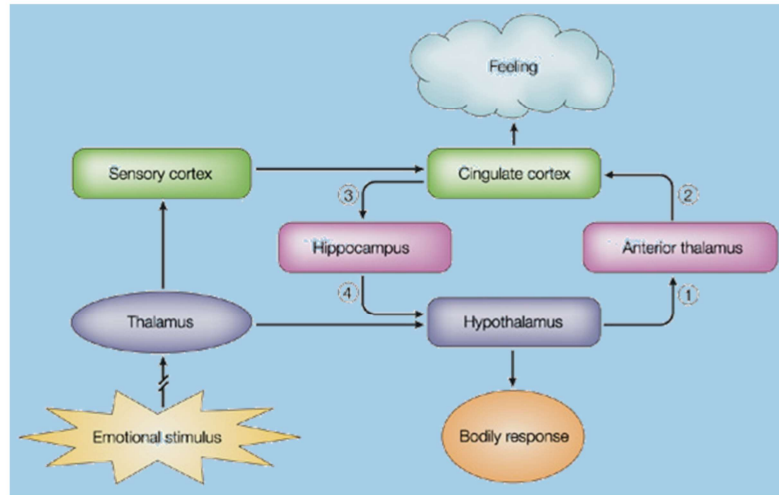 Feeling
Sensory cortex
Cingulate cortex
③
②
Hippocampus
Anterior thalamus
④
①
Thalamus
Hypothalamus
Emotional stimulus
Bodily response